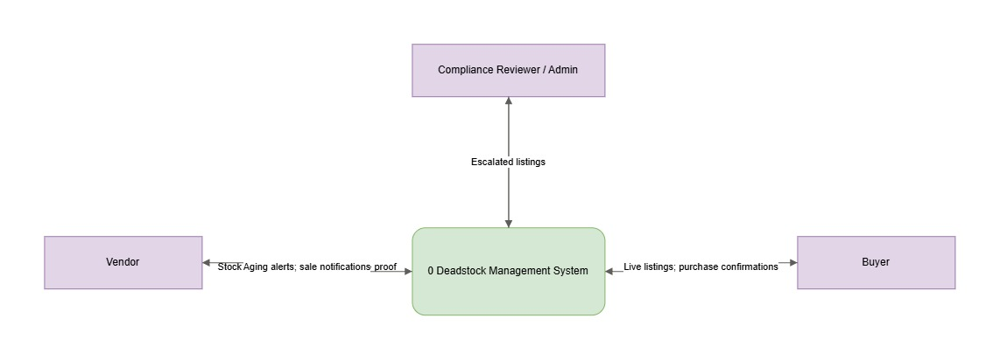 Compliance Reviewer / Admin
Escalated listings
Vendor
Stock Aging alerts; sale notifications proof
0 Deadstock Management System
Live listings; purchase confirmations
Buyer